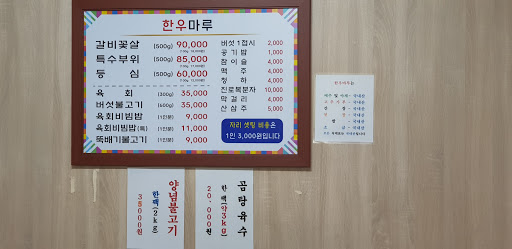 한우마루
갈비꽃살 (500g) 90,000
특수부위 (500g) 85,000
등 심 (500g) 60,000
육 회 (300g) 35,000
버섯불고기 (600g) 35,000
육회비빔밥 (1인분) 9,000
육회비빔밥(특) (1인분) 11,000
뚝배기불고기 (1인분) 9,000
버섯1접시 2,000
공기밥 1,000
참이슬 4,000
맥 주 4,000
청 하 4,000
진로복분자 10,000
막걸리 4,000
산삼주 5,000
자리 셋팅 비용은
1인 3,000원입니다
한우마루
양념불고기
한팩(2kg)
38000원
곰탕육수
한 팩(약3kg)
20.000원